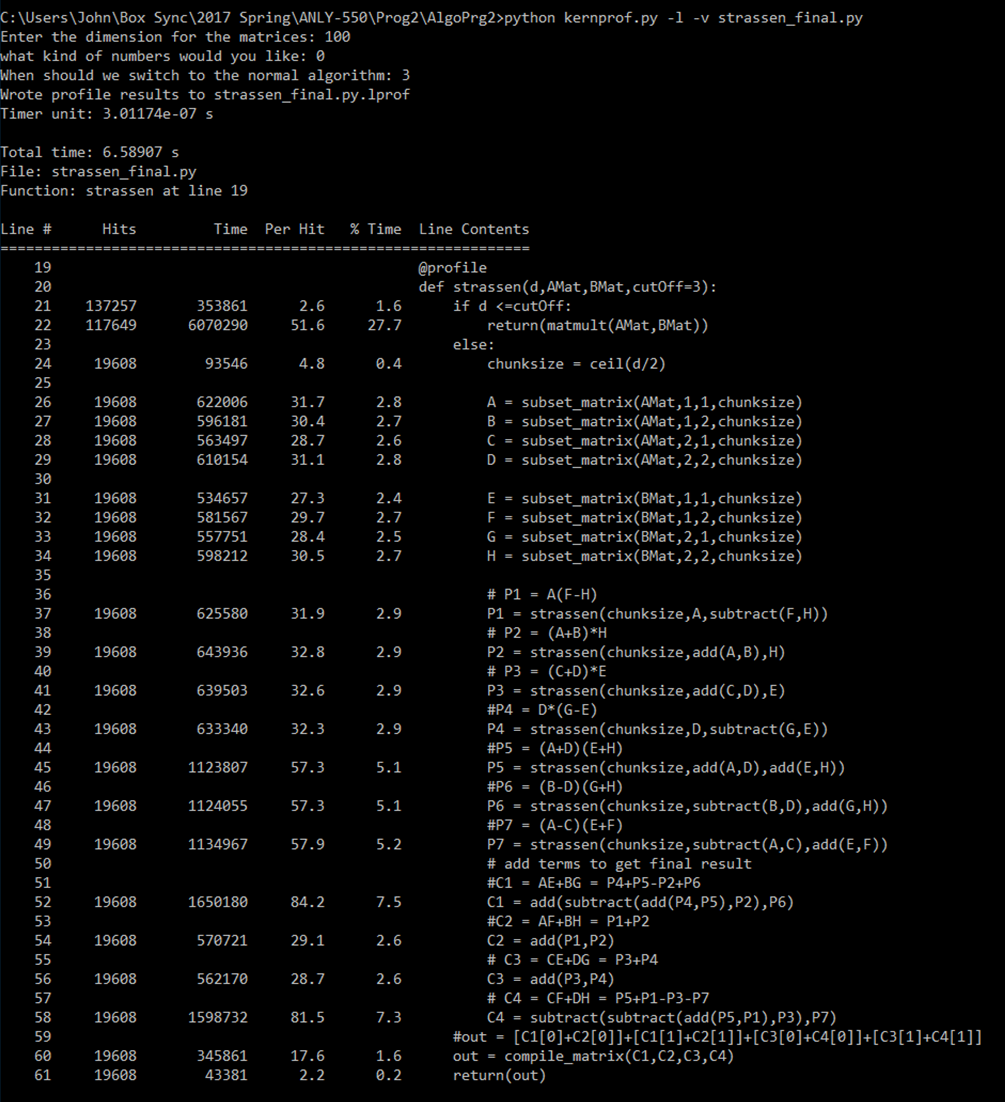 C:\Users\John\Box Sync\2017 Spring\ANLY-550\Prog2\AlgoPrg2>python kernprof.py -l -v strassen_final.py
Enter the dimension for the matrices: 100
what kind of numbers would you like: 0
When should we switch to the normal algorithm: 3
Wrote profile results to strassen_final.py.lprof
Timer unit: 3.01174e-07 s

Total time: 6.58907 s
File: strassen_final.py
Function: strassen at line 19

Line #      Hits         Time  Per Hit   % Time  Line Contents
==============================================================
    19                                           @profile
    20                                           def strassen(d,AMat,BMat,cutOff=3):
    21    137257       353861      2.6      1.6      if d <=cutOff:
    22    117649      6070290     51.6     27.7          return(matmult(AMat,BMat))
    23                                               else:
    24     19608        93546      4.8      0.4          chunksize = ceil(d/2)
    25
    26     19608       622006     31.7      2.8          A = subset_matrix(AMat,1,1,chunksize)
    27     19608       596181     30.4      2.7          B = subset_matrix(AMat,1,2,chunksize)
    28     19608       563497     28.7      2.6          C = subset_matrix(AMat,2,1,chunksize)
    29     19608       610154     31.1      2.8          D = subset_matrix(AMat,2,2,chunksize)
    30
    31     19608       534657     27.3      2.4          E = subset_matrix(BMat,1,1,chunksize)
    32     19608       581567     29.7      2.7          F = subset_matrix(BMat,1,2,chunksize)
    33     19608       557751     28.4      2.5          G = subset_matrix(BMat,2,1,chunksize)
    34     19608       598212     30.5      2.7          H = subset_matrix(BMat,2,2,chunksize)
    35
    36                                                   # P1 = A(F-H)
    37     19608       625580     31.9      2.9          P1 = strassen(chunksize,A,subtract(F,H))
    38                                                   # P2 = (A+B)*H
    39     19608       643936     32.8      2.9          P2 = strassen(chunksize,add(A,B),H)
    40                                                   # P3 = (C+D)*E
    41     19608       639503     32.6      2.9          P3 = strassen(chunksize,add(C,D),E)
    42                                                   #P4 = D*(G-E)
    43     19608       633340     32.3      2.9          P4 = strassen(chunksize,D,subtract(G,E))
    44                                                   #P5 = (A+D)(E+H)
    45     19608      1123807     57.3      5.1          P5 = strassen(chunksize,add(A,D),add(E,H))
    46                                                   #P6 = (B-D)(G+H)
    47     19608      1124055     57.3      5.1          P6 = strassen(chunksize,subtract(B,D),add(G,H))
    48                                                   #P7 = (A-C)(E+F)
    49     19608      1134967     57.9      5.2          P7 = strassen(chunksize,subtract(A,C),add(E,F))
    50                                                   # add terms to get final result
    51                                                   #C1 = AE+BG = P4+P5-P2+P6
    52     19608      1650180     84.2      7.5          C1 = add(subtract(add(P4,P5),P2),P6)
    53                                                   #C2 = AF+BH = P1+P2
    54     19608       570721     29.1      2.6          C2 = add(P1,P2)
    55                                                   # C3 = CE+DG = P3+P4
    56     19608       562170     28.7      2.6          C3 = add(P3,P4)
    57                                                   # C4 = CF+DH = P5+P1-P3-P7
    58     19608      1598732     81.5      7.3          C4 = subtract(subtract(add(P5,P1),P3),P7)
    59                                               #out = [C1[0]+C2[0]]+[C1[1]+C2[1]]+[C3[0]+C4[0]]+[C3[1]+C4[1]]
    60     19608       345861     17.6      1.6      out = compile_matrix(C1,C2,C3,C4)
    61     19608        43381      2.2      0.2      return(out)